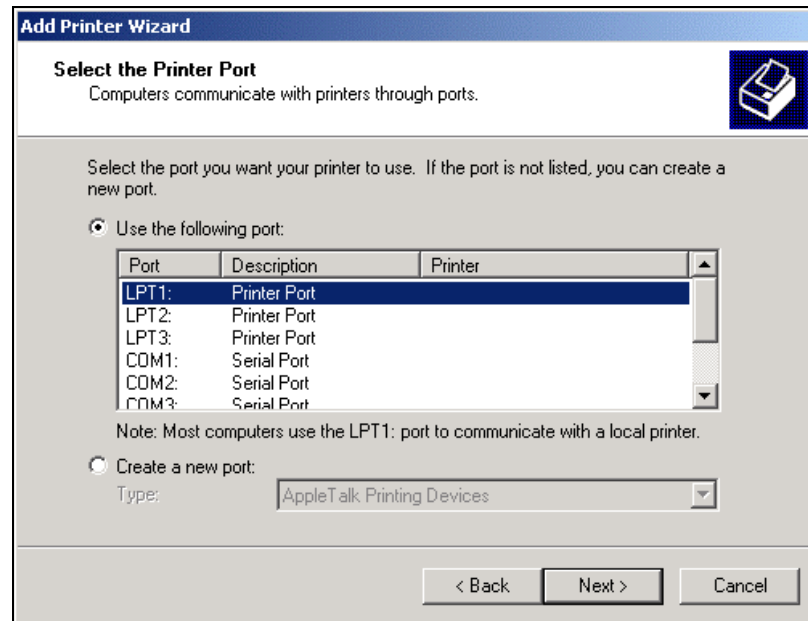 Add Printer Wizard
Select the Printer Port
Computers communicate with printers through ports.
Select the port you want your printer to use. If the port is not listed, you can create a
new port.
Use the following port:
Port Description Printer
LPT1: Printer Port
LPT2: Printer Port
LPT3: Printer Port
COM1: Serial Port
COM2: Serial Port
COM3: Serial Port
Note: Most computers use the LPT1: port to communicate with a local printer.
Create a new port:
Type: AppleTalk Printing Devices
< Back Next > Cancel